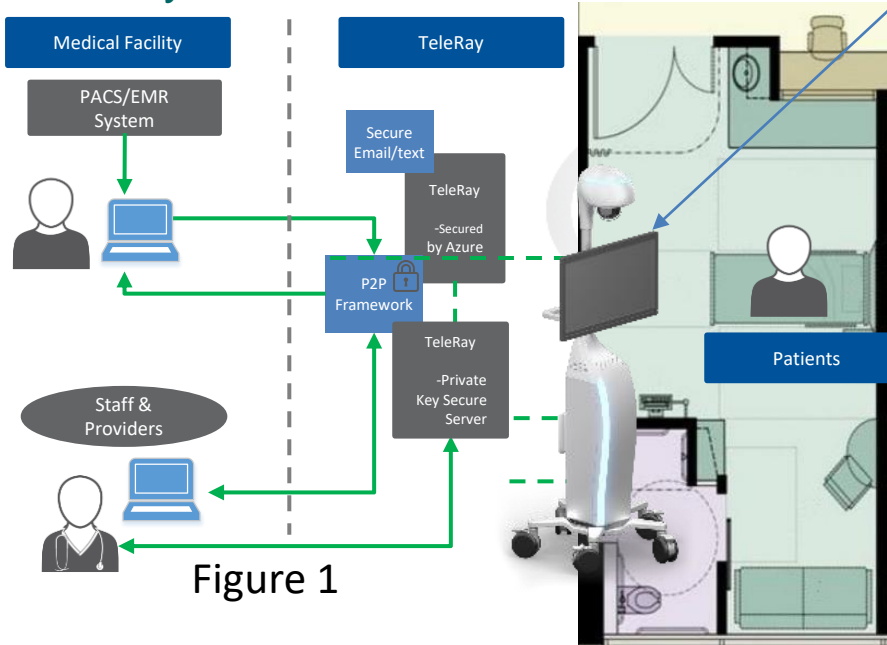 Medical Facility
TeleRay
PACS/EMR
System
Secure
Email/text
TeleRay
-Secured
by Azure
P2P
Framework
TeleRay
-Private
Key Secure
Server
Patients
Staff &
Providers
Figure 1